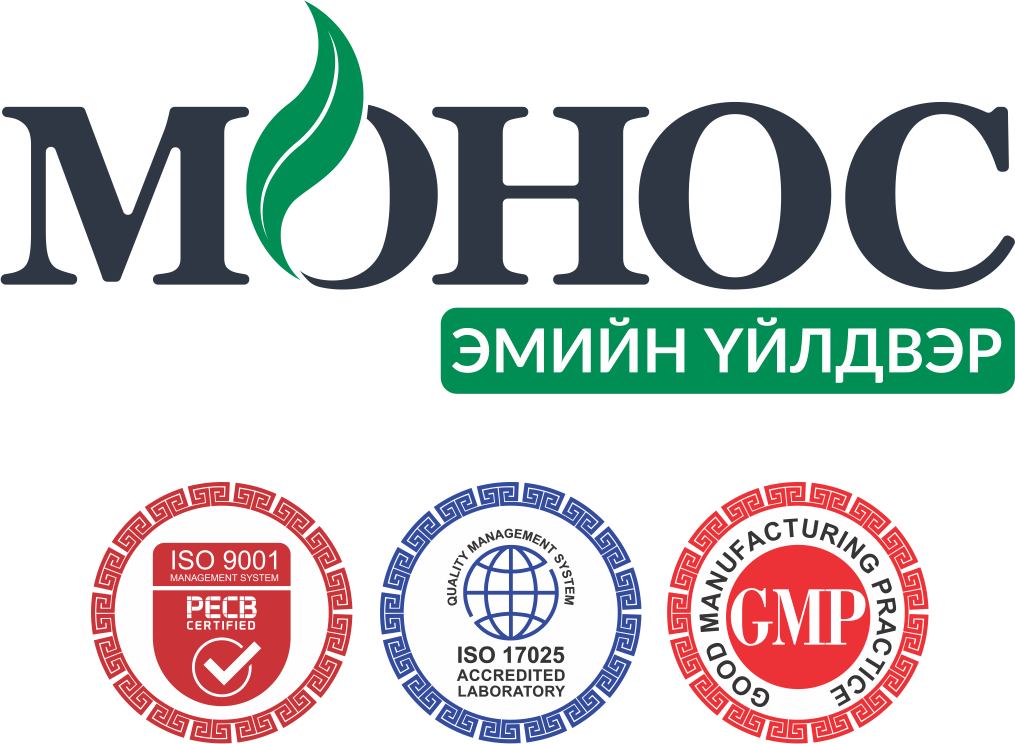 МОНОС
ЭМИЙН ҮЙЛДВЭР
ISO 9001
MANAGEMENT SYSTEM
PECB
CERTIFIED
QUALITY MANAGEMENT SYSTEM
ISO 17025
ACCREDITED
LABORATORY
GOOD MANUFACTURING PRACTICE
GMP